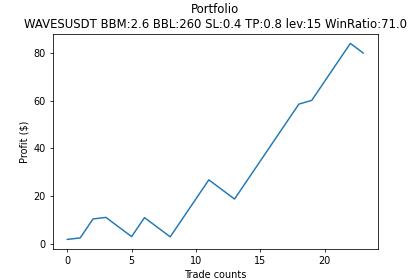 Portfolio
WAVESUSDT BBM:2.6 BBL:260 SL:0.4 TP:0.8 lev:15 WinRatio:71.0
80
60
40
20
0
Profit ($)
0 5 10 15 20
Trade counts